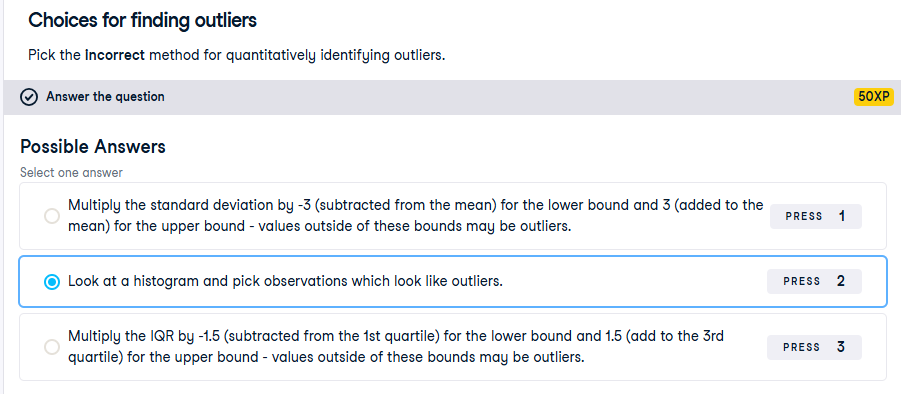 Choices for finding outliers
Pick the incorrect method for quantitatively identifying outliers.
Answer the question
50XP
Possible Answers
Select one answer
Multiply the standard deviation by -3 (subtracted from the mean) for the lower bound and 3 (added to the
mean) for the upper bound - values outside of these bounds may be outliers.
PRESS 1
Look at a histogram and pick observations which look like outliers.
PRESS 2
Multiply the IQR by -1.5 (subtracted from the 1st quartile) for the lower bound and 1.5 (add to the 3rd
quartile) for the upper bound - values outside of these bounds may be outliers.
PRESS 3